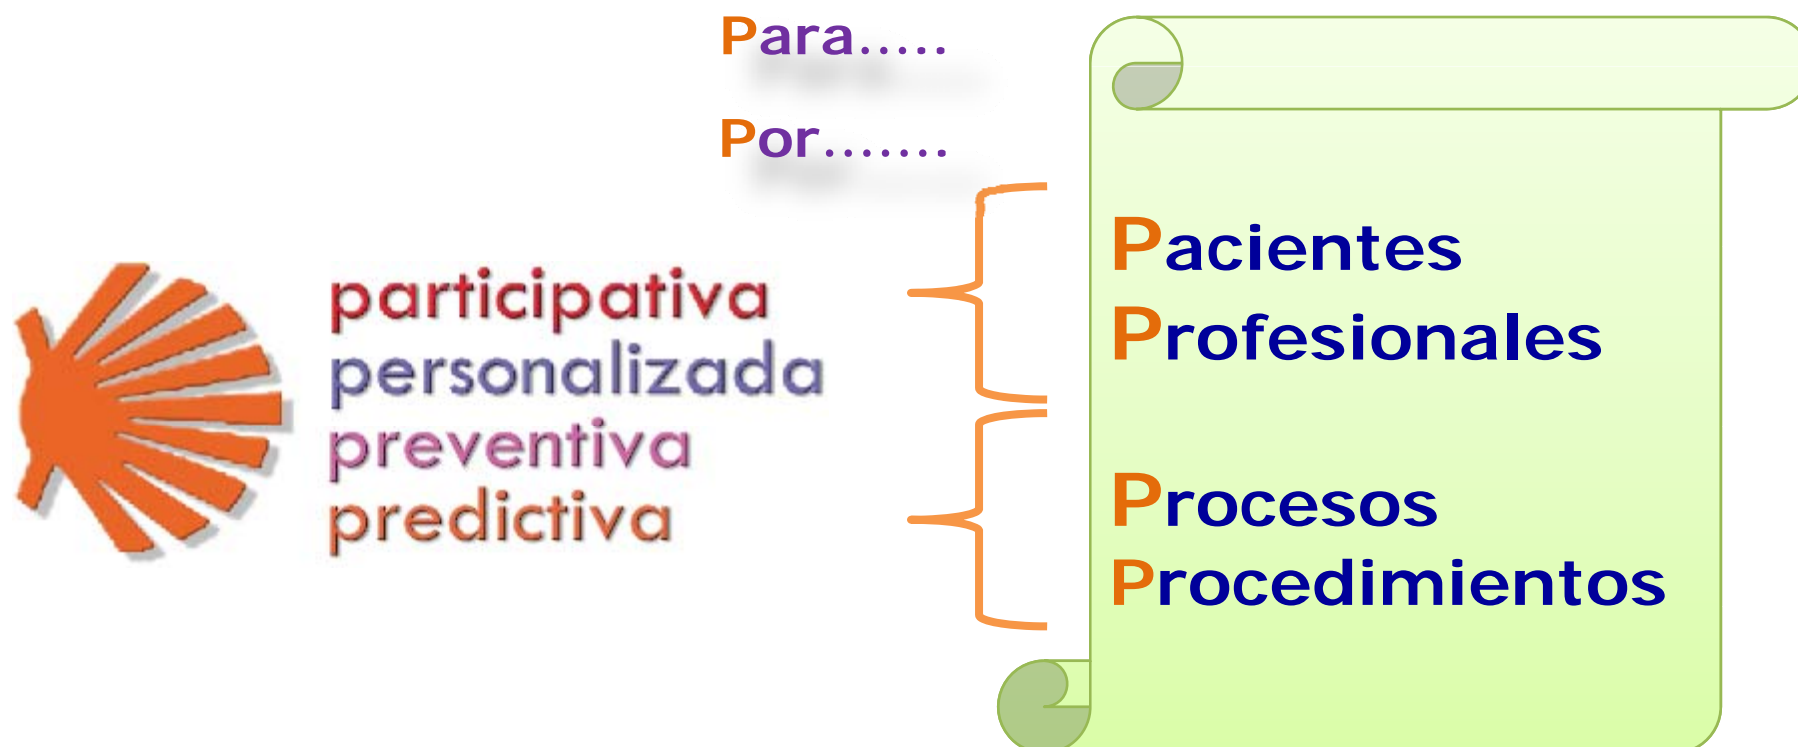 Para.....
Por.......
participativa
personalizada
preventiva
predictiva
Pacientes
Profesionales
Procesos
Procedimientos